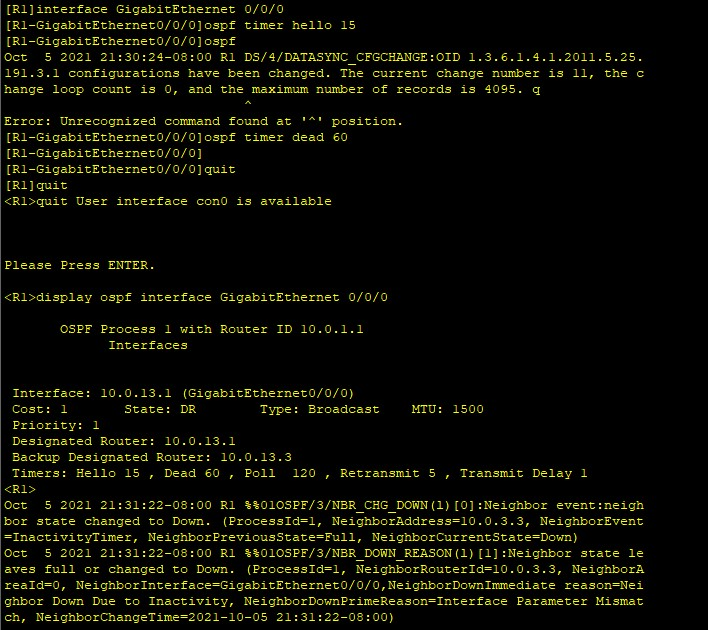 [R1]interface GigabitEthernet 0/0/0
[R1-GigabitEthernet0/0/0]ospf timer hello 15
[R1-GigabitEthernet0/0/0]ospf
Oct  5 2021 21:30:24-08:00 R1 DS/4/DATASYNC_CFGCHANGE:OID 1.3.6.1.4.1.2011.5.25.
191.3.1 configurations have been changed. The current change number is 11, the c
hange loop count is 0, and the maximum number of records is 4095. q
                              ^
Error: Unrecognized command found at '^' position.
[R1-GigabitEthernet0/0/0]ospf timer dead 60
[R1-GigabitEthernet0/0/0]
[R1-GigabitEthernet0/0/0]quit
[R1]quit
<R1>quit User interface con0 is available
Please Press ENTER.
<R1>display ospf interface GigabitEthernet 0/0/0
       OSPF Process 1 with Router ID 10.0.1.1
             Interfaces
 Interface: 10.0.13.1 (GigabitEthernet0/0/0)
 Cost: 1       State: DR        Type: Broadcast    MTU: 1500
 Priority: 1
 Designated Router: 10.0.13.1
 Backup Designated Router: 10.0.13.3
 Timers: Hello 15 , Dead 60 , Poll  120 , Retransmit 5 , Transmit Delay 1
<R1>
Oct  5 2021 21:31:22-08:00 R1 %%01OSPF/3/NBR_CHG_DOWN(l)[0]:Neighbor event:neigh
bor state changed to Down. (ProcessId=1, NeighborAddress=10.0.3.3, NeighborEvent
=InactivityTimer, NeighborPreviousState=Full, NeighborCurrentState=Down)
Oct  5 2021 21:31:22-08:00 R1 %%01OSPF/3/NBR_DOWN_REASON(l)[1]:Neighbor state le
aves full or changed to Down. (ProcessId=1, NeighborRouterId=10.0.3.3, NeighborA
reaId=0, NeighborInterface=GigabitEthernet0/0/0,NeighborDownImmediate reason=Nei
ghbor Down Due to Inactivity, NeighborDownPrimeReason=Interface Parameter Mismat
ch, NeighborChangeTime=2021-10-05 21:31:22-08:00)